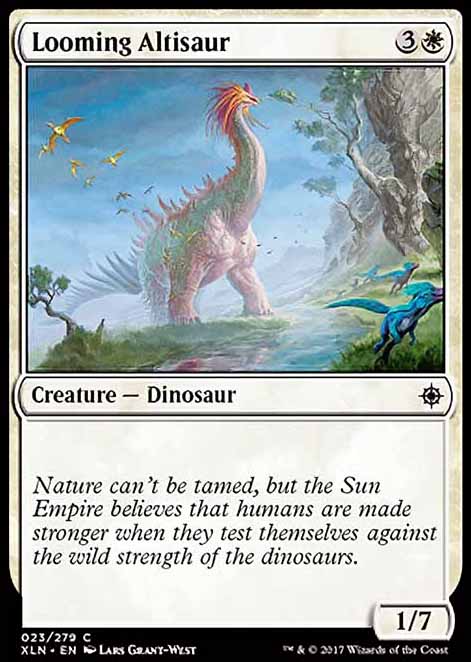 Looming Altisaur 3
Creature — Dinosaur
Nature can't be tamed, but the Sun
Empire believes that humans are made
stronger when they test themselves against
the wild strength of the dinosaurs.
1/7
023/279 C
XLN • EN Lars Grant-West
™ & © 2017 Wizards of the Coast